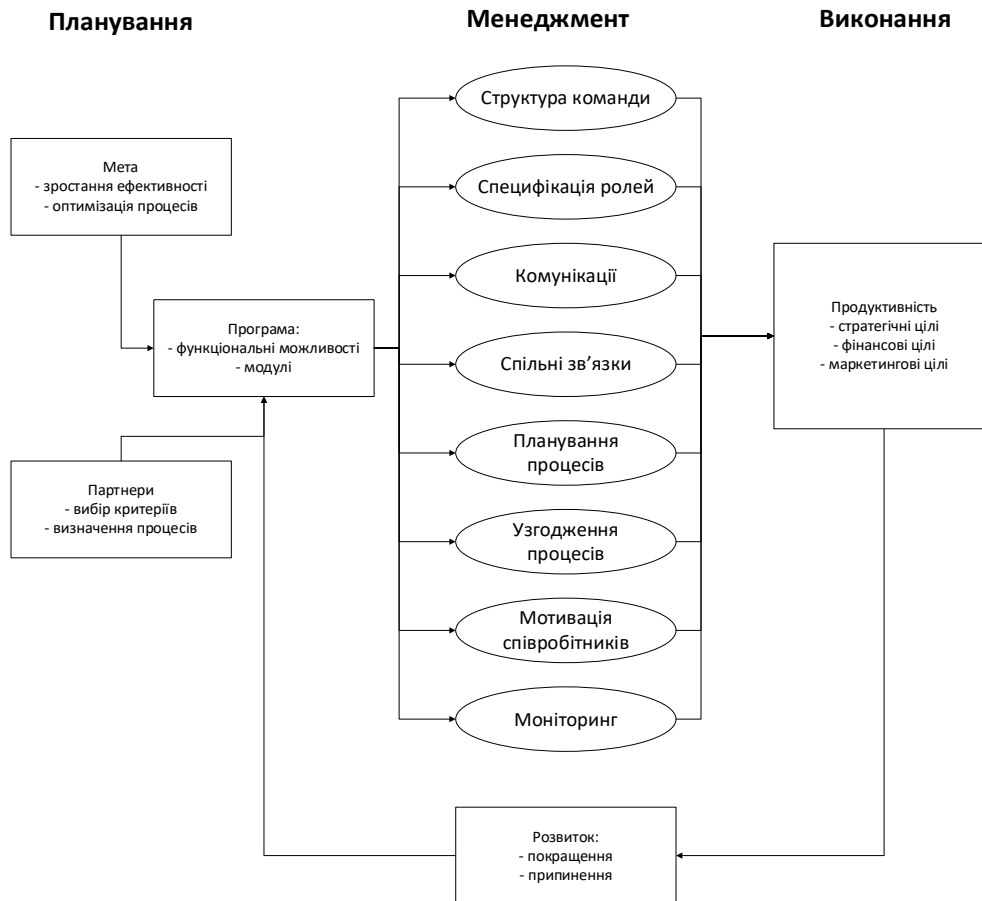 Планування
Менеджмент
Виконання
Структура команди
Мета
- зростання ефективності
- оптимізація процесів
Специфікація ролей
Комунікації
Програма:
- функціональні можливості
- модулі
Продуктивність
- стратегічні цілі
- фінансові цілі
- маркетингові цілі
Спільні зв’язки
Планування
процесів
Партнери
- вибір критеріїв
- визначення процесів
Узгодження
процесів
Мотивація
співробітників
Моніторинг
Розвиток:
- покращення
- припинення